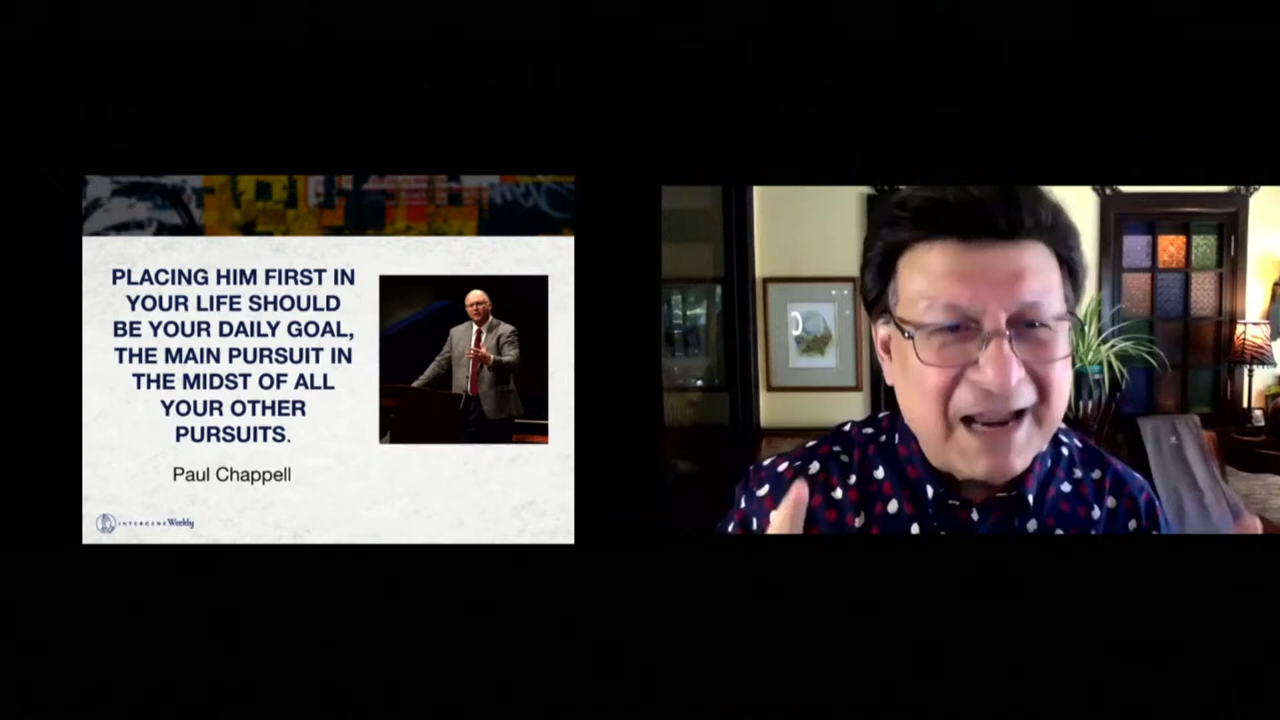 PLACING HIM FIRST IN
YOUR LIFE SHOULD
BE YOUR DAILY GOAL,
THE MAIN PURSUIT IN
THE MIDST OF ALL
YOUR OTHER
PURSUITS.
Paul Chappell
INTERGENE Weekly